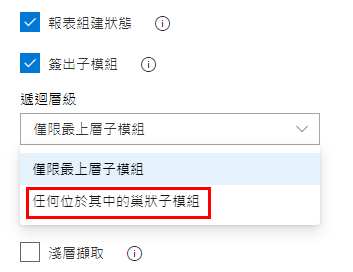 報表組建狀態
簽出子模組
遞迴層級
僅限最上層子模組
僅限最上層子模組
任何位於其中的巢狀子模組
淺層擷取